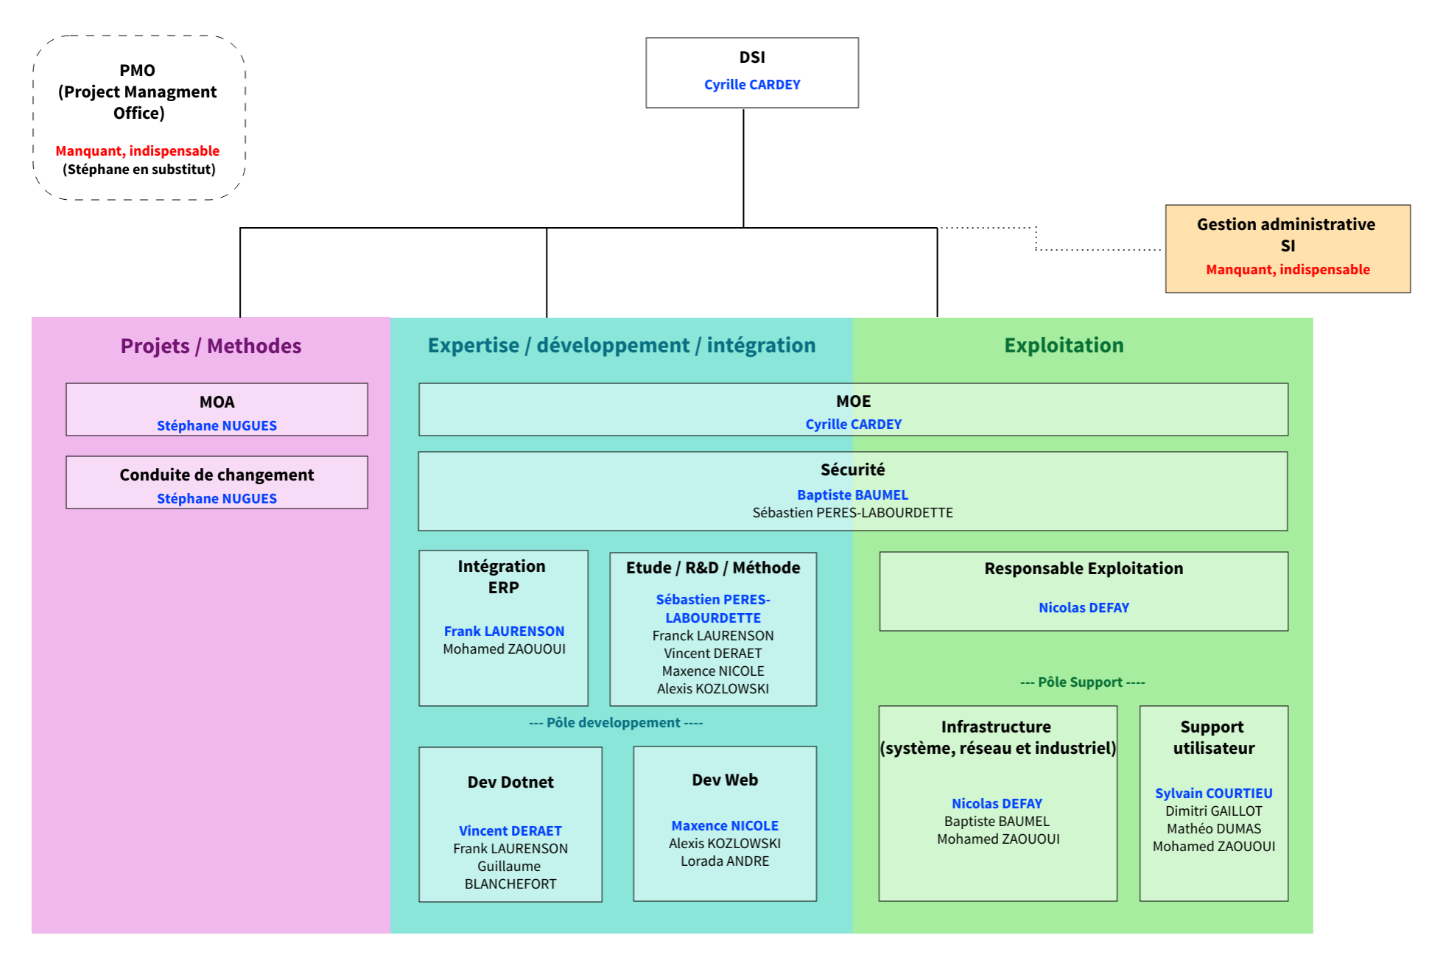 PMO
(Project Managment
Office)
Manquant, indispensable
(Stéphane en substitut)
DSI
Cyrille CARDEY
Gestion administrative
SI
Manquant, indispensable
Projets / Methodes
MOA
Stéphane NUGUES
Conduite de changement
Stéphane NUGUES
Expertise / développement / intégration
Exploitation
MOE
Cyrille CARDEY
Sécurité
Baptiste BAUMEL
Sébastien PERES-LABOURDETTE
Intégration
ERP
Frank LAURENSON
Mohamed ZAOUOUI
Etude / R&D / Méthode
Sébastien PERES-
LABOURDETTE
Franck LAURENSON
Vincent DERAET
Maxence NICOLE
Alexis KOZLOWSKI
--- Pôle developpement ----
Dev Dotnet
Vincent DERAET
Frank LAURENSON
Guillaume
BLANCHEFORT
Dev Web
Maxence NICOLE
Alexis KOZLOWSKI
Lorada ANDRE
Responsable Exploitation
Nicolas DEFAY
--- Pôle Support ----
Infrastructure
(système, réseau et industriel)
Nicolas DEFAY
Baptiste BAUMEL
Mohamed ZAOUOUI
Support
utilisateur
Sylvain COURTIEU
Dimitri GAILLOT
Mathéo DUMAS
Mohamed ZAOUOUI